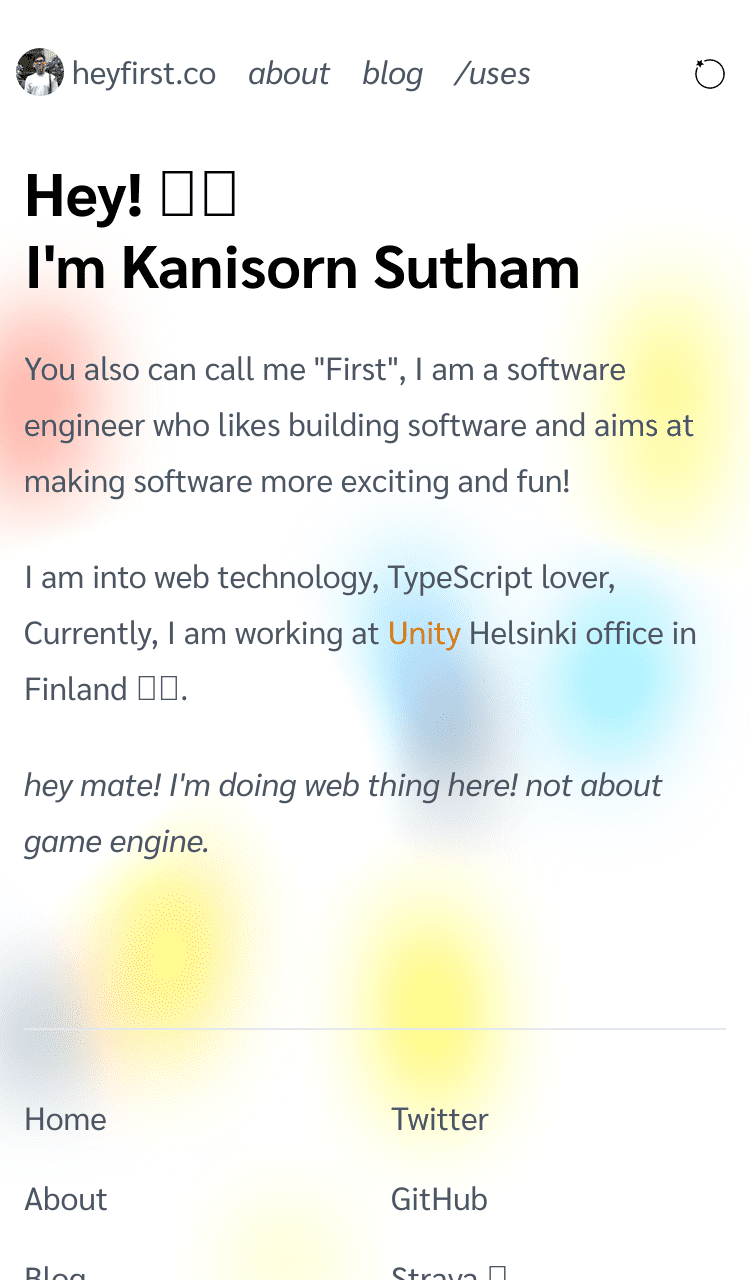 heyfirst.co about blog /uses
Hey!
I'm Kanisorn Sutham
You also can call me "First", I am a software
engineer who likes building software and aims at
making software more exciting and fun!
I am into web technology, TypeScript lover,
Currently, I am working at Unity Helsinki office in
Finland 􏿿􏿿.
hey mate! I'm doing web thing here! not about
game engine.
Home Twitter
About GitHub
Blog Strava